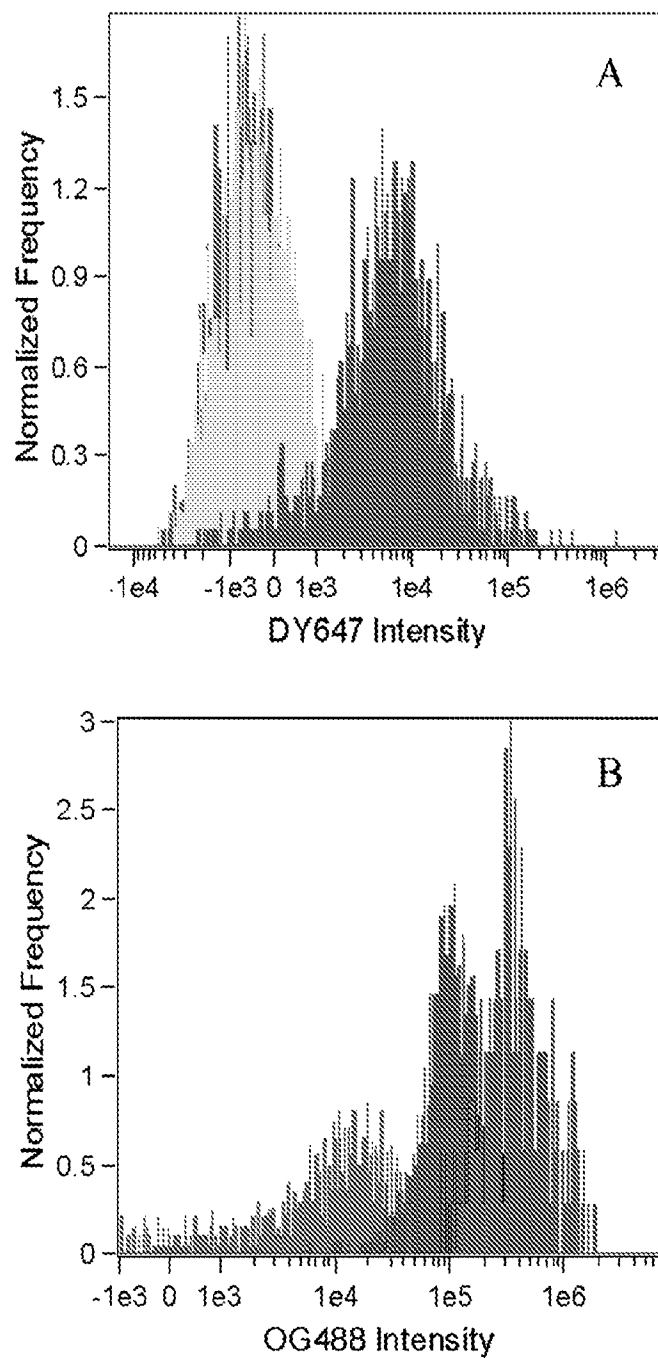 A
Normalized Frequency
1.5
1.2
0.9
0.6
0.3
0
-1e4 -1e3 0 1e3 1e4 1e5 1e6
DY647 Intensity
B
Normalized Frequency
3
2.5
2
1.5
1
0.5
0
-1e3 0 1e3 1e4 1e5 1e6
OG488 Intensity